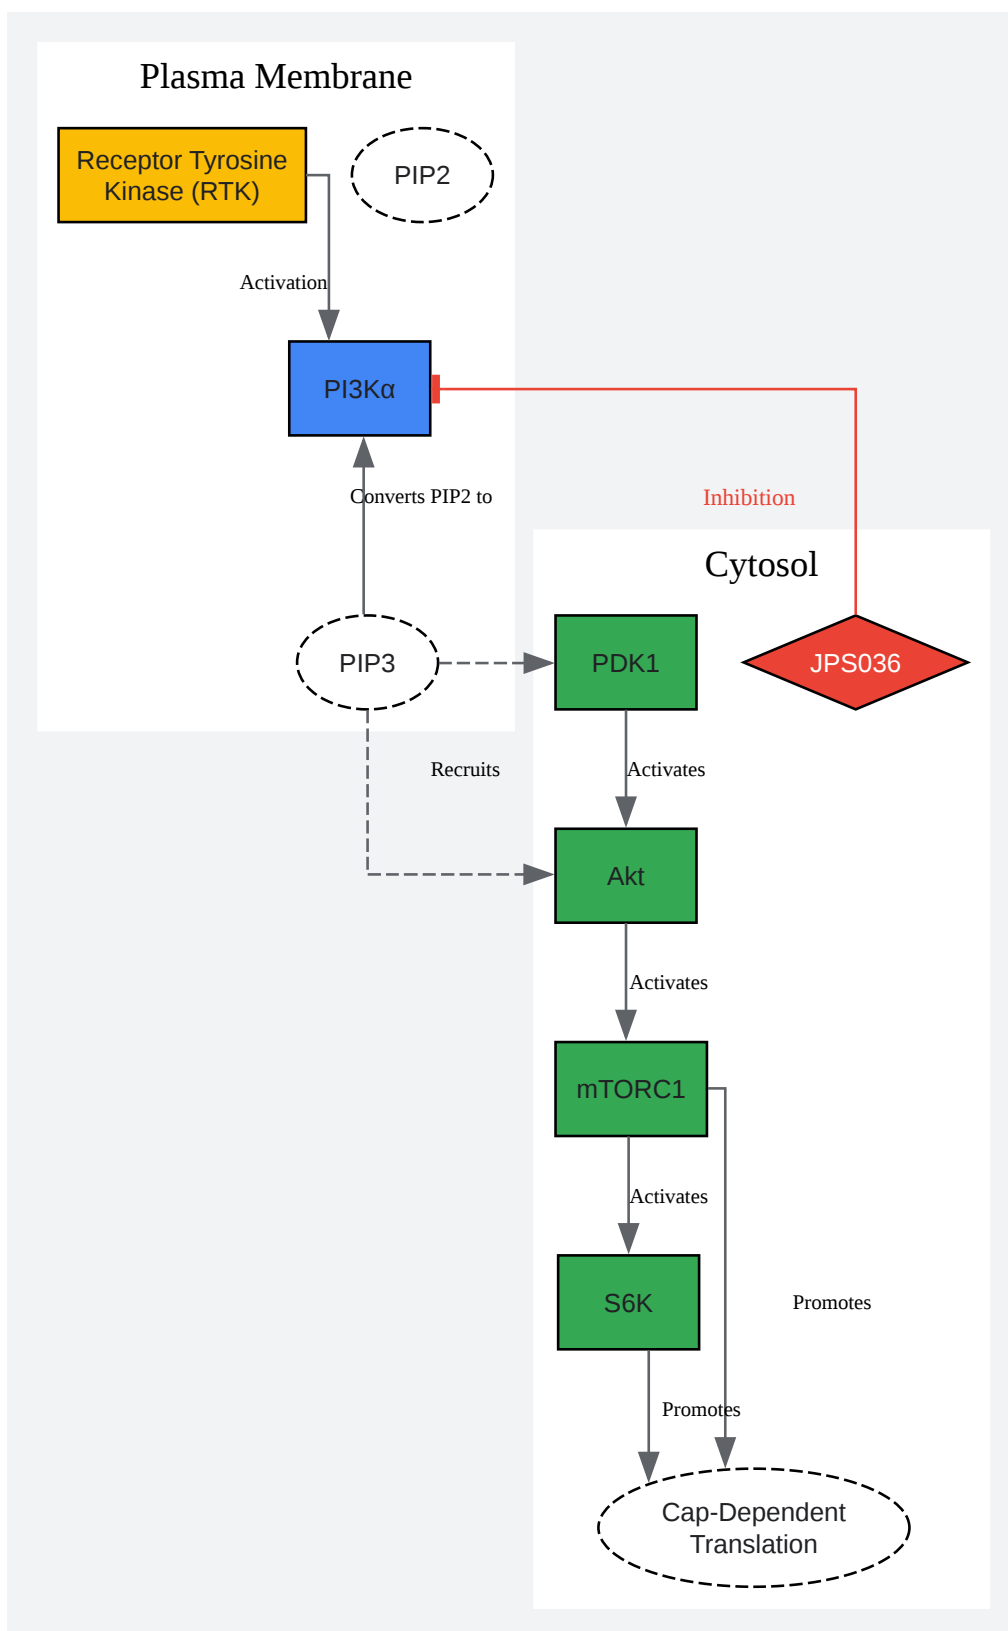 Plasma Membrane
Receptor Tyrosine
Kinase (RTK)
PIP2
Activation
PI3Kα
Converts PIP2 to
Inhibition
Cytosol
PIP3
PDK1
JPS036
Recruits
Activates
Akt
Activates
mTORC1
Activates
S6K
Promotes
Promotes
Cap-Dependent
Translation